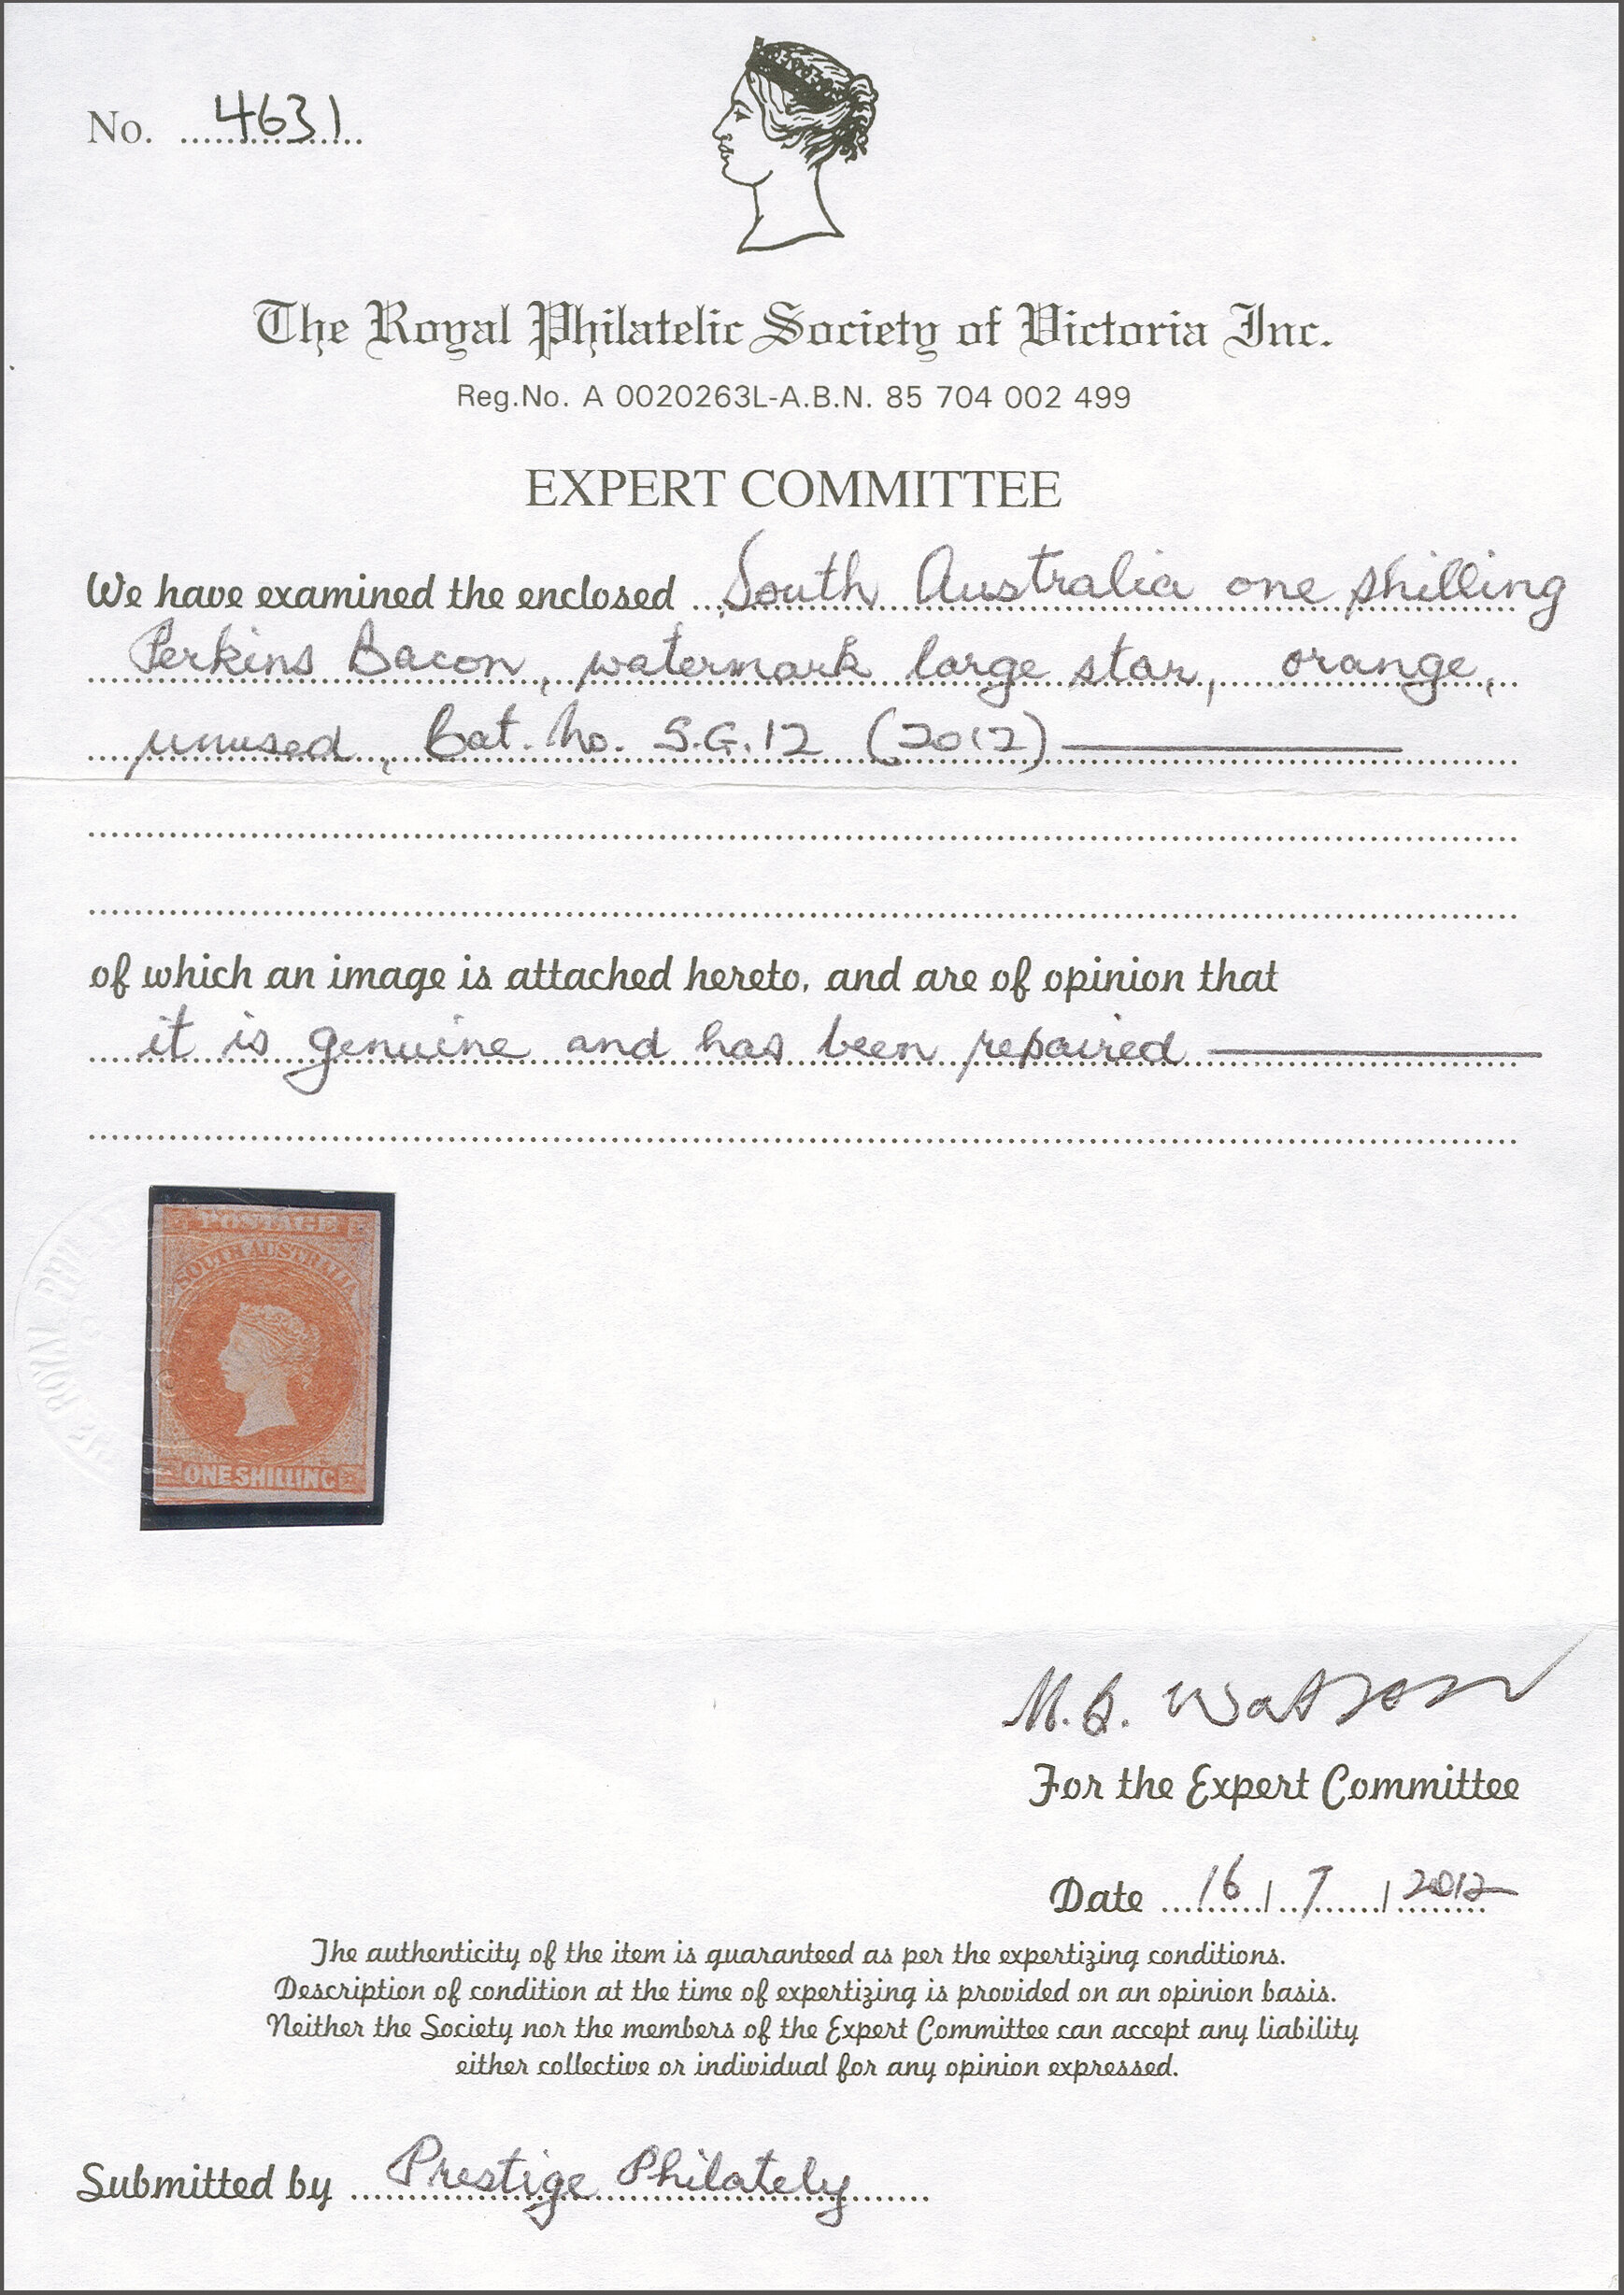 No. 4631
The Royal Philatelic Society of Victoria Inc.
Reg.No. A 0020263L-A.B.N. 85 704 002 499
EXPERT COMMITTEE
We have examined the enclosed South Australia one shilling
Perkins Bacon, watermark large star, orange,
unused, Cat. No. S.G.12 (2012)
of which an image is attached hereto, and are of opinion that
it is genuine and has been repaired
POSTAGE
SOUTH AUSTRALIA
ONE SHILLING
THE ROYAL
M.B. Watson
For the Expert Committee
Date 16/7/2012
The authenticity of the item is guaranteed as per the expertizing conditions.
Description of condition at the time of expertizing is provided on an opinion basis.
Neither the Society nor the members of the Expert Committee can accept any liability
either collective or individual for any opinion expressed.
Submitted by Prestige Philately